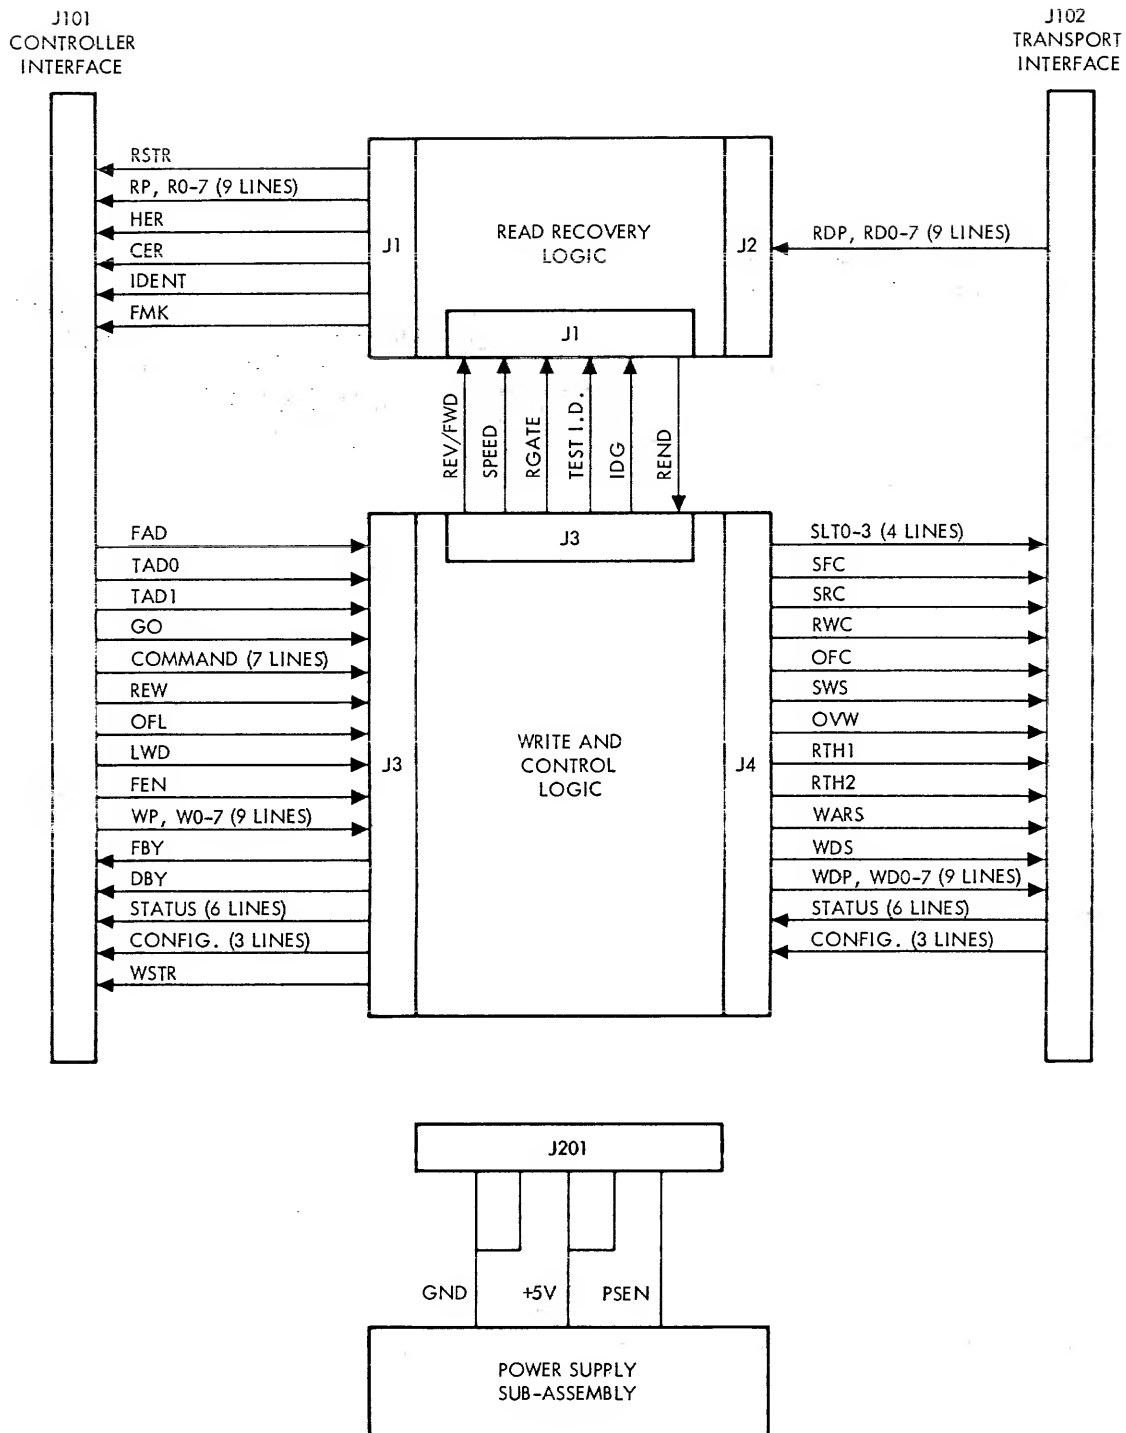 J101
CONTROLLER
INTERFACE
J102
TRANSPORT
INTERFACE
RSTR
RP, R0-7 (9 LINES)
HER
CER
IDENT
FMK
J1
READ RECOVERY
LOGIC
J2
RDP, RD0-7 (9 LINES)
J1
REV/FWD
SPEED
RGATE
TEST I.D.
IDG
REND
J3
FAD
TAD0
TAD1
GO
COMMAND (7 LINES)
REW
OFL
LWD
FEN
WP, W0-7 (9 LINES)
FBY
DBY
STATUS (6 LINES)
CONFIG. (3 LINES)
WSTR
J3
WRITE AND
CONTROL
LOGIC
J4
SLT0-3 (4 LINES)
SFC
SRC
RWC
OFC
SWS
OVW
RTH1
RTH2
WARS
WDS
WDP, WD0-7 (9 LINES)
STATUS (6 LINES)
CONFIG. (3 LINES)
J201
GND
+5V
PSEN
POWER SUPPLY
SUB-ASSEMBLY